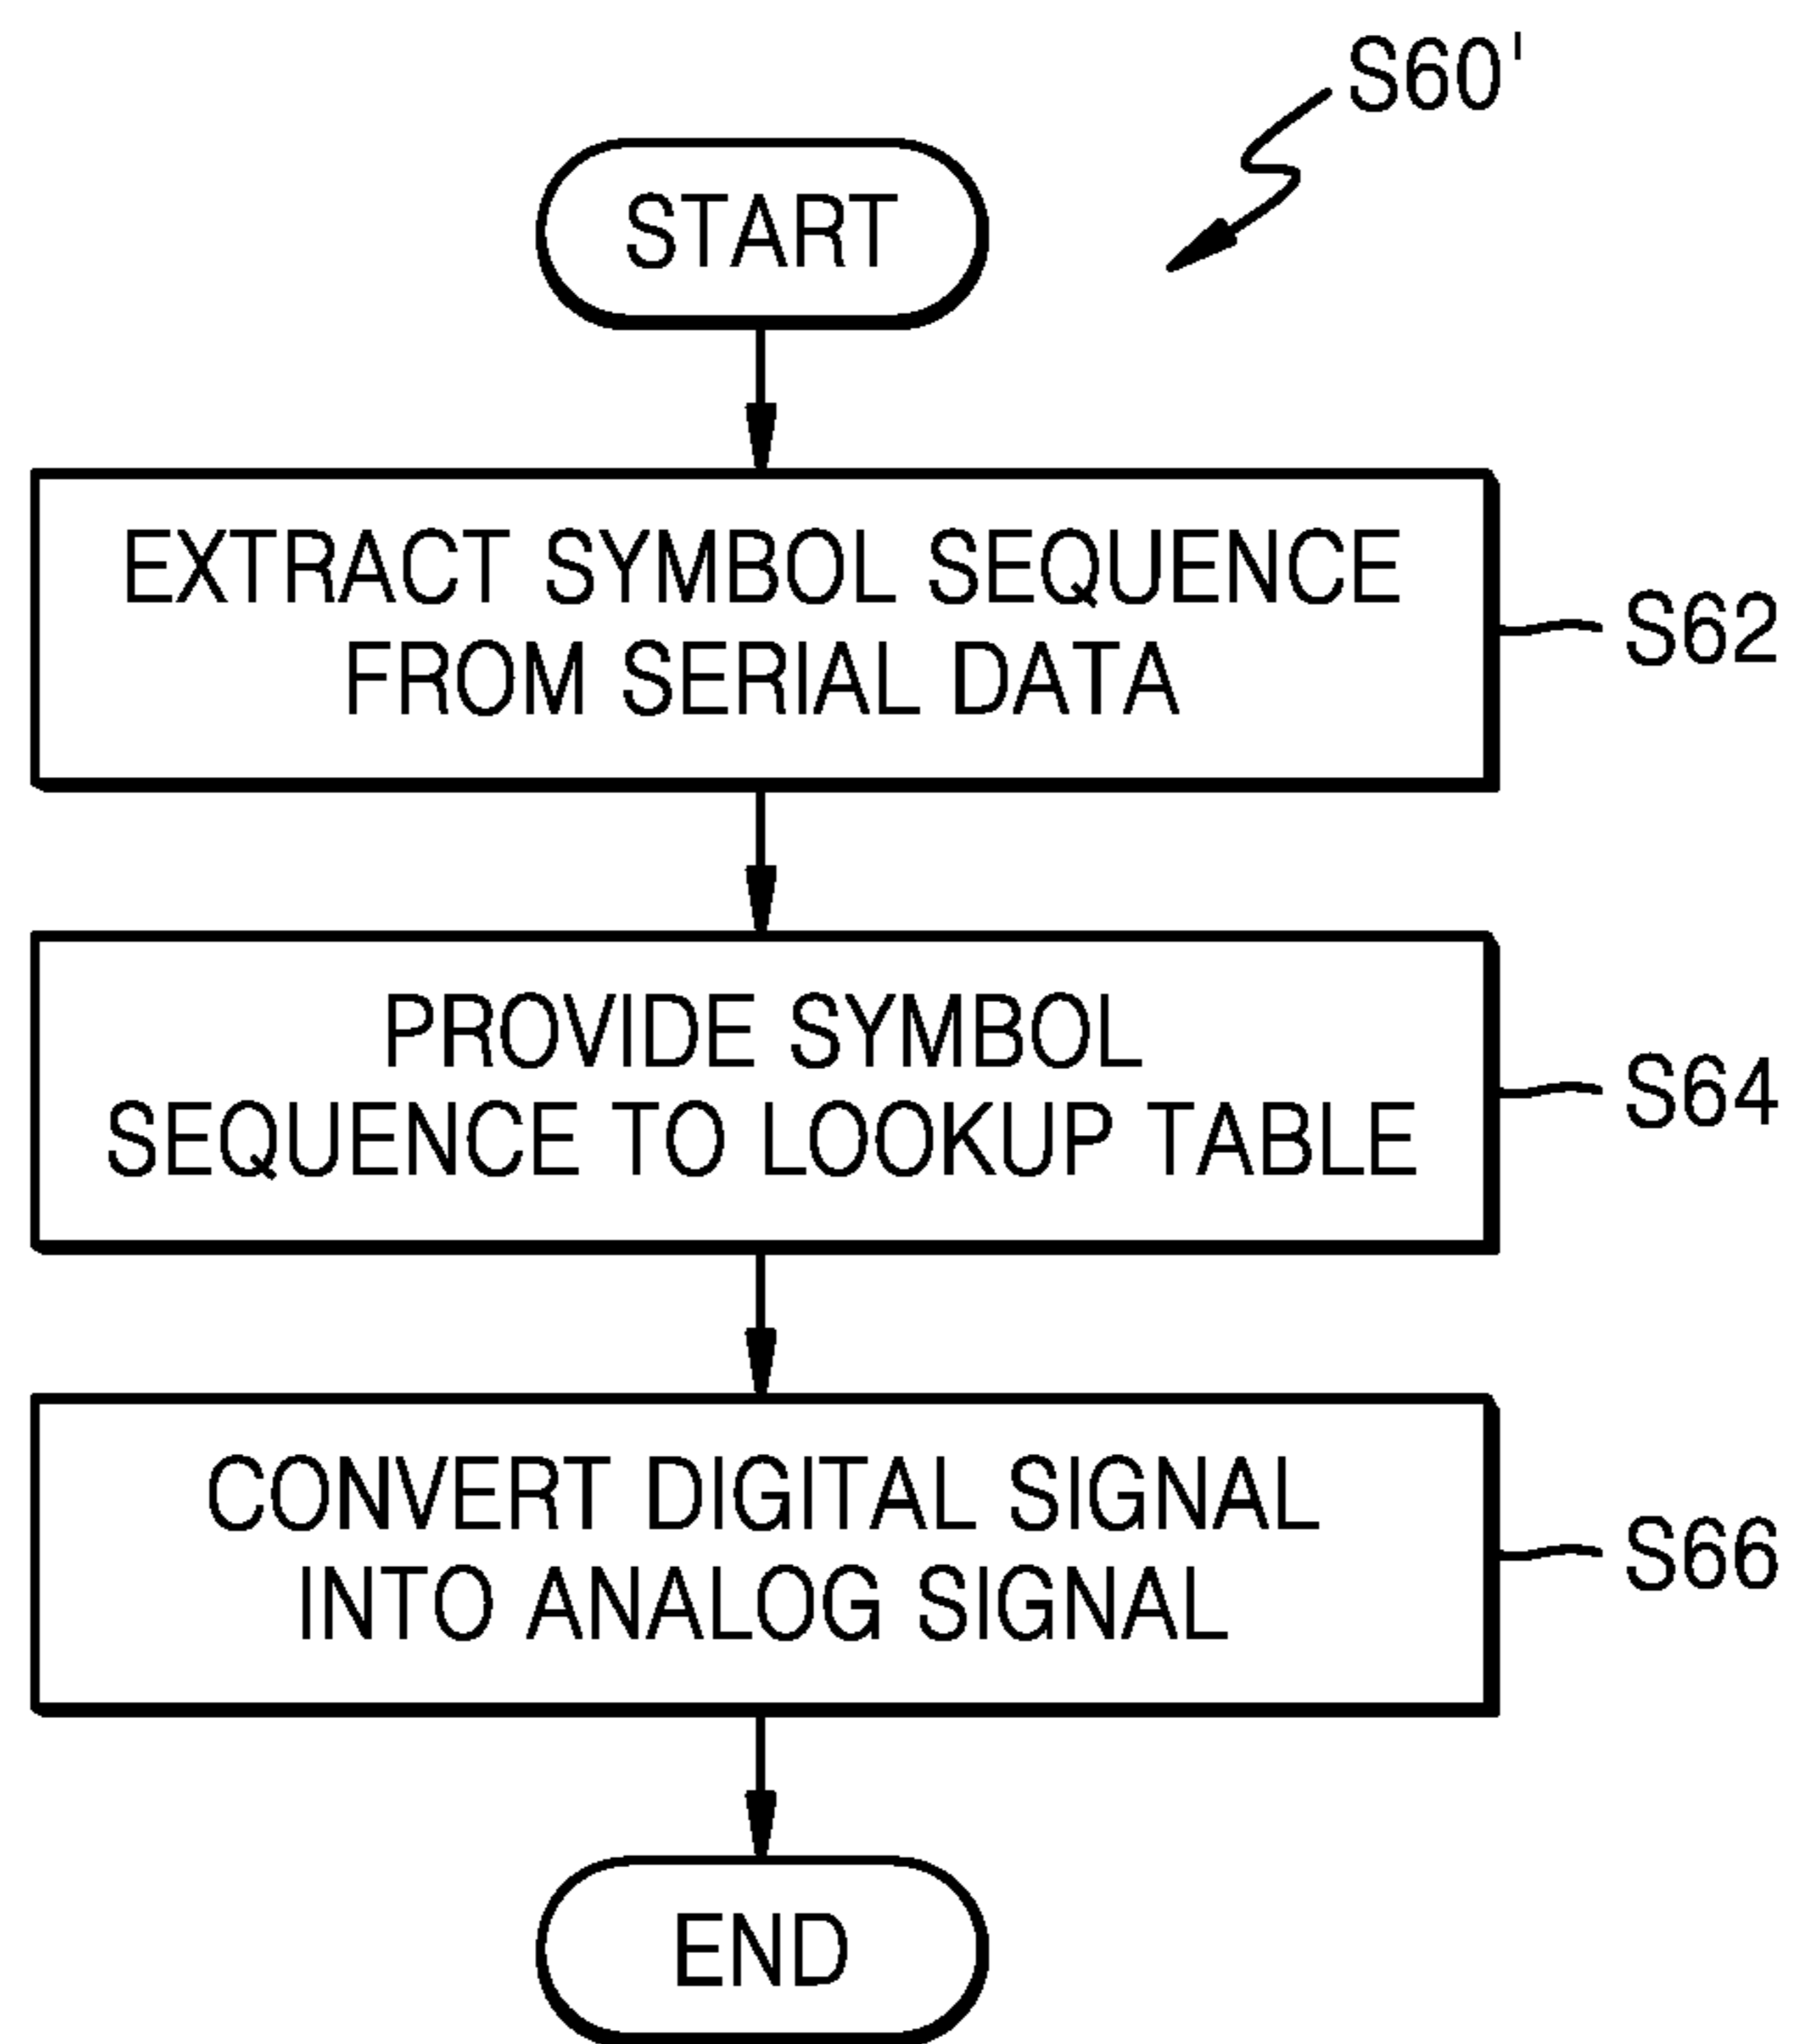 S60'
START
EXTRACT SYMBOL SEQUENCE
FROM SERIAL DATA
S62
PROVIDE SYMBOL
SEQUENCE TO LOOKUP TABLE
S64
CONVERT DIGITAL SIGNAL
INTO ANALOG SIGNAL
S66
END